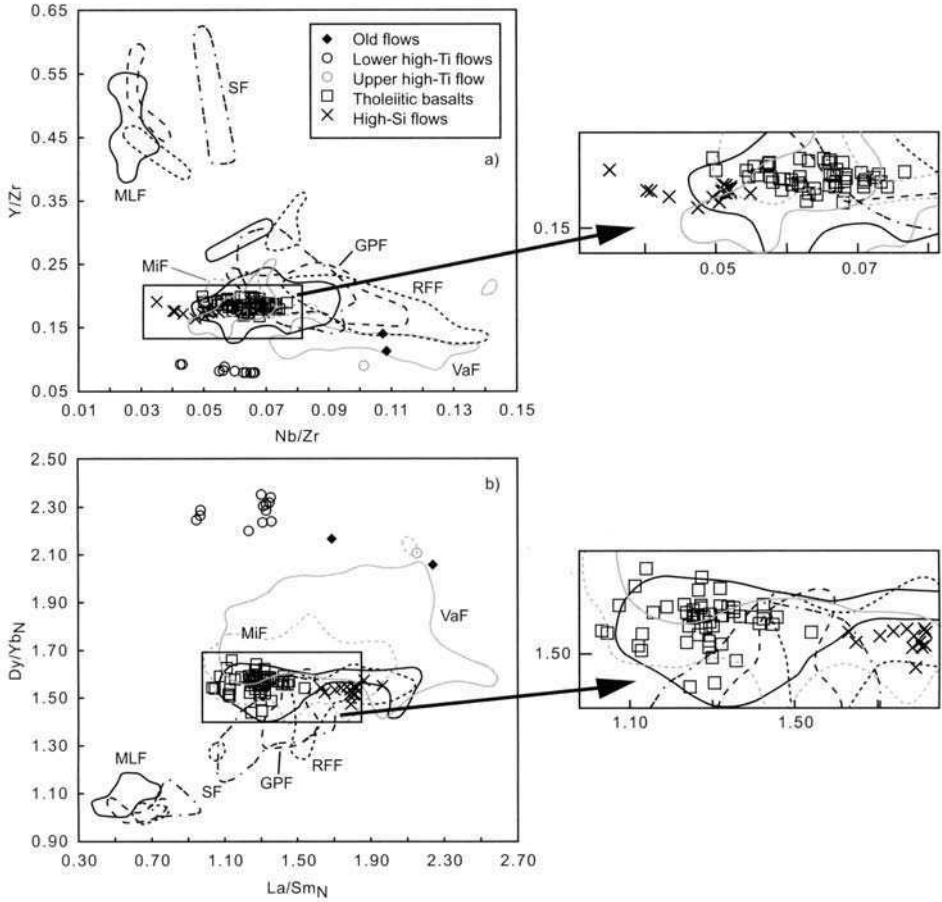 0.65
0.55
0.45
0.35
0.25
0.15
0.05
Y/Zr
0.01 0.03 0.05 0.07 0.09 0.11 0.13 0.15
Nb/Zr
a)
Old flows
Lower high-Ti flows
Upper high-Ti flow
Tholeiitic basalts
High-Si flows
SF
MLF
MiF
GPF
RFF
VaF
0.15
0.05 0.07
2.50
2.30
2.10
1.90
1.70
1.50
1.30
1.10
0.90
Dy/YbN
0.30 0.70 1.10 1.50 1.90 2.30 2.70
La/SmN
b)
VaF
MiF
MLF
SF
GPF
RFF
1.50
1.10 1.50